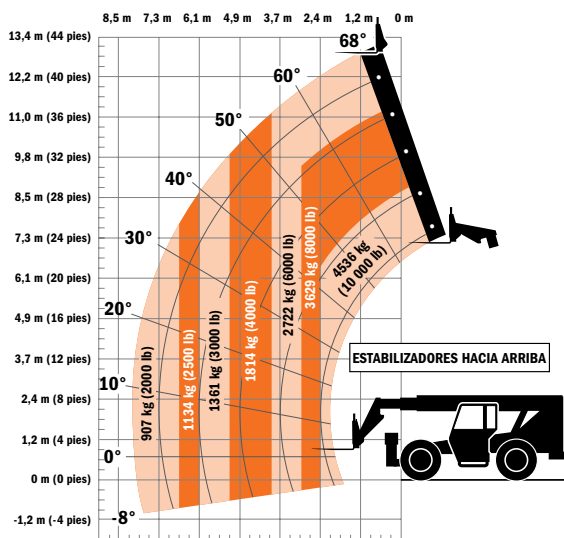 8,5 m 7,3 m 6,1 m 4,9 m 3,7 m 2,4 m 1,2 m 0 m
13,4 m (44 pies)
12,2 m (40 pies)
11,0 m (36 pies)
9,8 m (32 pies)
8,5 m (28 pies)
7,3 m (24 pies)
6,1 m (20 pies)
4,9 m (16 pies)
3,7 m (12 pies)
2,4 m (8 pies)
1,2 m (4 pies)
0 m (0 pies)
-1,2 m (-4 pies)
68°
60°
50°
40°
30°
20°
10°
0°
-8°
907 kg (2000 lb)
1134 kg (2500 lb)
1361 kg (3000 lb)
1814 kg (4000 lb)
2722 kg (6000 lb)
3629 kg (8000 lb)
4536 kg
(10 000 lb)
ESTABILIZADORES HACIA ARRIBA